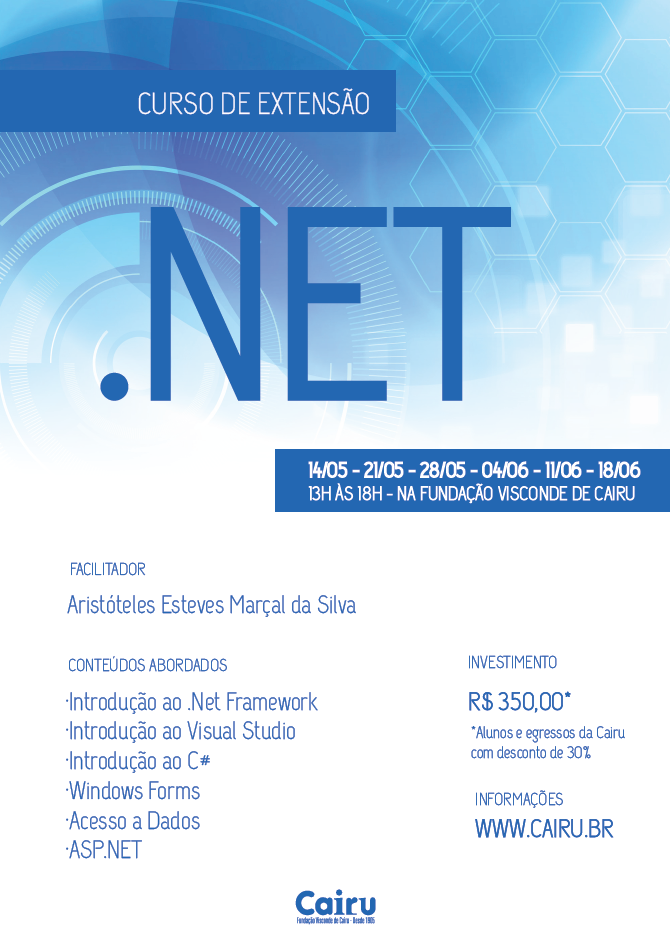 CURSO DE EXTENSÃO
.NET
14/05 - 21/05 - 28/05 - 04/06 - 11/06 - 18/06
13H ÀS 18H - NA FUNDAÇÃO VISCONDE DE CAIRU
FACILITADOR
Aristóteles Esteves Marçal da Silva
CONTEÚDOS ABORDADOS
·Introdução ao .Net Framework
·Introdução ao Visual Studio
·Introdução ao C#
·Windows Forms
·Acesso a Dados
·ASP.NET
INVESTIMENTO
R$ 350,00*
*Alunos e egressos da Cairu
com desconto de 30%
INFORMAÇÕES
WWW.CAIRU.BR
Cairu
Fundação Visconde de Cairu - Desde 1905